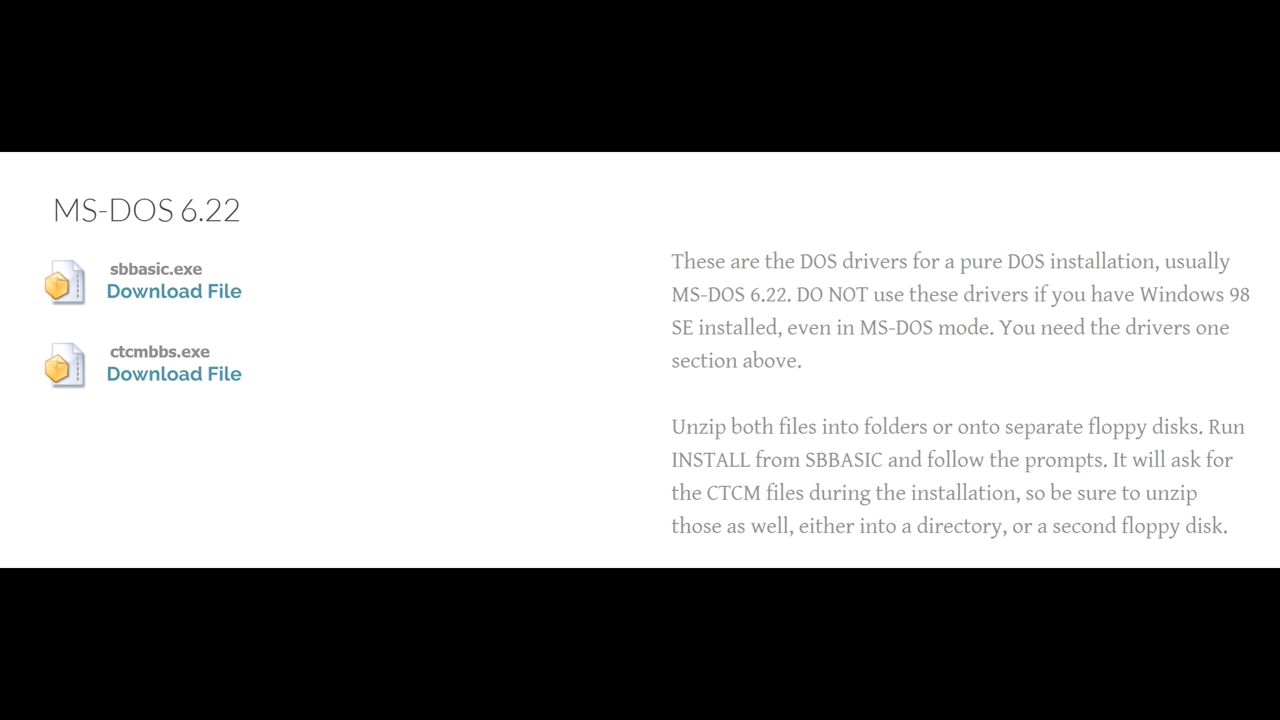 MS-DOS 6.22
sbbasic.exe
Download File
ctcmbbs.exe
Download File
These are the DOS drivers for a pure DOS installation, usually
MS-DOS 6.22. DO NOT use these drivers if you have Windows 98
SE installed, even in MS-DOS mode. You need the drivers one
section above.
Unzip both files into folders or onto separate floppy disks. Run
INSTALL from SBBASIC and follow the prompts. It will ask for
the CTCM files during the installation, so be sure to unzip
those as well, either into a directory, or a second floppy disk.